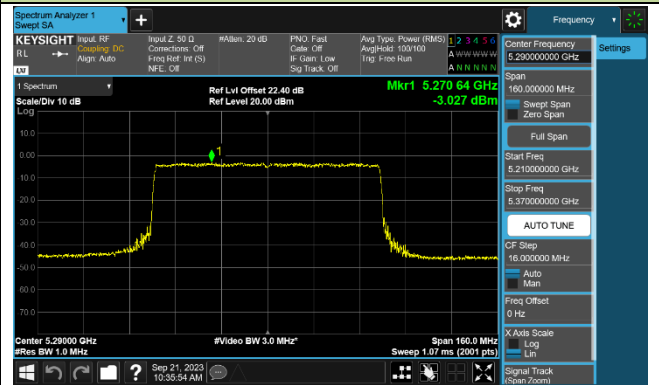 Spectrum Analyzer 1
Swept SA
+
Frequency
KEYSIGHT Input: RF Input Z: 50 Ω #Atten: 20 dB PNO: Fast Avg Type: Power (RMS) 1 2 3 4 5 6
RL Coupling: DC Corrections: Off Gate: Off Avg|Hold: 100/100 A W W W W W
Align: Auto Freq Ref: Int (S) IF Gain: Low Trig: Free Run
LXI NFE: Off Sig Track: Off A N N N N N
1 Spectrum Ref Lvl Offset 22.40 dB Mkr1 5.270 64 GHz
Scale/Div 10 dB Ref Level 20.00 dBm -3.027 dBm
Log
10.0
0.00
1
-10.0
-20.0
-30.0
-40.0
-50.0
-60.0
-70.0
Center 5.29000 GHz #Video BW 3.0 MHz* Span 160.0 MHz
#Res BW 1.0 MHz Sweep 1.07 ms (2001 pts)
?
Sep 21, 2023
10:35:54 AM
Center Frequency
5.290000000 GHz
Settings
Span
160.000000 MHz
Swept Span
Zero Span
Full Span
Start Freq
5.210000000 GHz
Stop Freq
5.370000000 GHz
AUTO TUNE
CF Step
16.000000 MHz
Auto
Man
Freq Offset
0 Hz
X Axis Scale
Log
Lin
Signal Track
(Span Zoom)